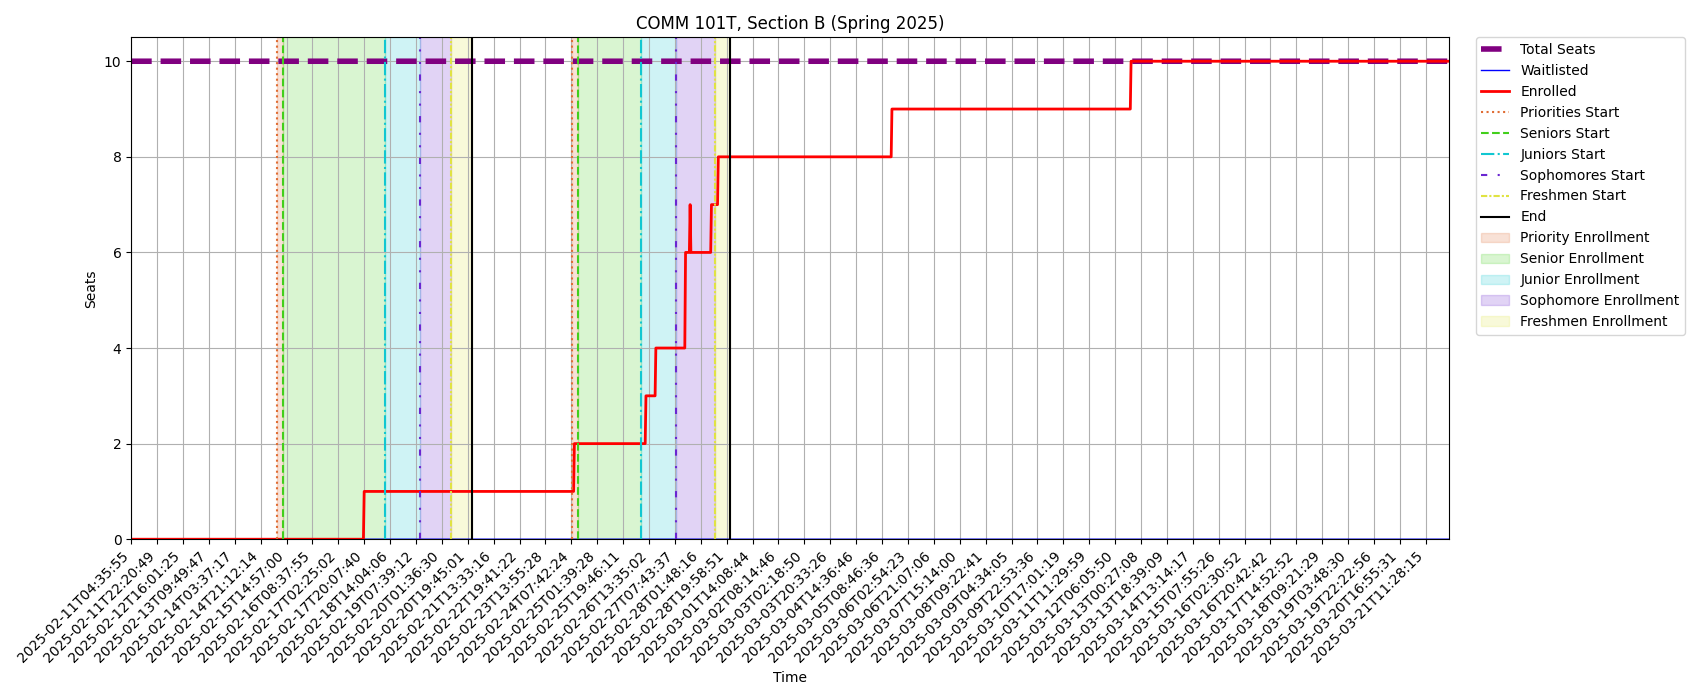 COMM 101T, Section B (Spring 2025)
Seats
10
8
6
4
2
0
2025-02-11T04:35:55
2025-02-11T22:20:49
2025-02-12T16:01:25
2025-02-13T09:49:47
2025-02-14T03:37:17
2025-02-14T21:12:14
2025-02-15T14:57:00
2025-02-16T08:37:55
2025-02-17T02:25:02
2025-02-17T20:07:40
2025-02-18T14:04:06
2025-02-19T07:39:12
2025-02-20T01:36:30
2025-02-20T19:45:01
2025-02-21T13:33:16
2025-02-22T19:41:22
2025-02-23T13:55:28
2025-02-24T07:42:24
2025-02-25T01:39:28
2025-02-25T19:46:11
2025-02-26T13:35:02
2025-02-27T07:43:37
2025-02-28T01:48:16
2025-02-28T19:58:51
2025-03-01T14:08:44
2025-03-02T08:14:46
2025-03-03T02:18:50
2025-03-03T20:33:26
2025-03-04T14:36:46
2025-03-05T08:46:36
2025-03-06T02:54:23
2025-03-06T21:07:06
2025-03-07T15:14:00
2025-03-08T09:22:41
2025-03-09T04:34:05
2025-03-09T22:53:36
2025-03-10T17:01:19
2025-03-11T11:29:59
2025-03-12T06:05:50
2025-03-13T00:27:08
2025-03-13T18:39:09
2025-03-14T13:14:17
2025-03-15T07:55:26
2025-03-16T02:30:52
2025-03-16T20:42:42
2025-03-17T14:52:52
2025-03-18T09:21:29
2025-03-19T03:48:30
2025-03-19T22:22:56
2025-03-20T16:55:31
2025-03-21T11:28:15
Time
Total Seats
Waitlisted
Enrolled
Priorities Start
Seniors Start
Juniors Start
Sophomores Start
Freshmen Start
End
Priority Enrollment
Senior Enrollment
Junior Enrollment
Sophomore Enrollment
Freshmen Enrollment